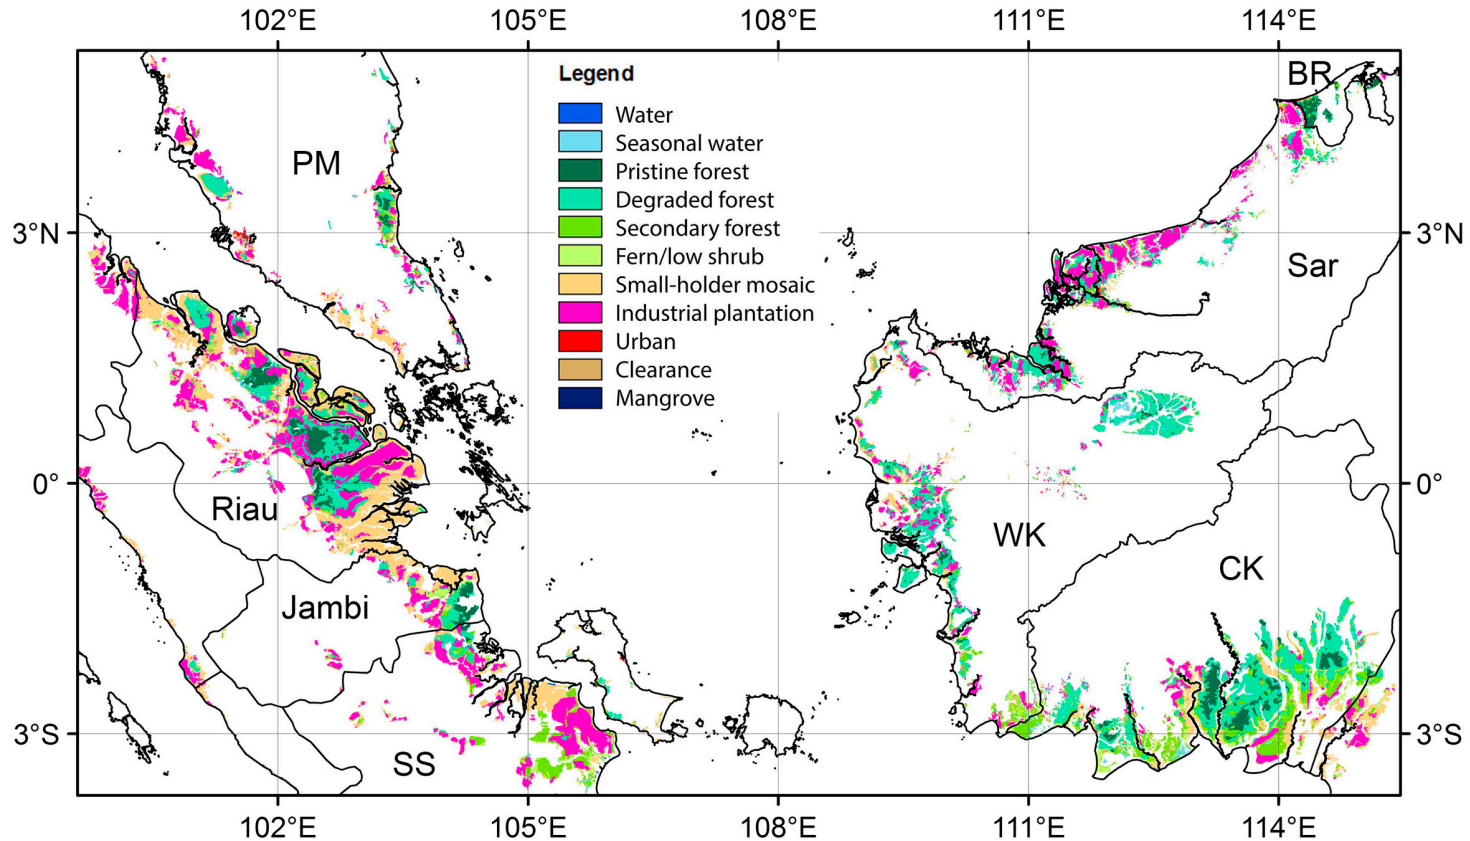 102°E 105°E 108°E 111°E 114°E
BR
Legend
Water
Seasonal water
PM
Pristine forest
Degraded forest
Secondary forest
3°N 3°N
Fern/low shrub
Sar
Small-holder mosaic
Industrial plantation
Urban
Clearance
Mangrove
0° 0°
Riau
WK
CK
Jambi
3°S 3°S
SS
102°E 105°E 108°E 111°E 114°E